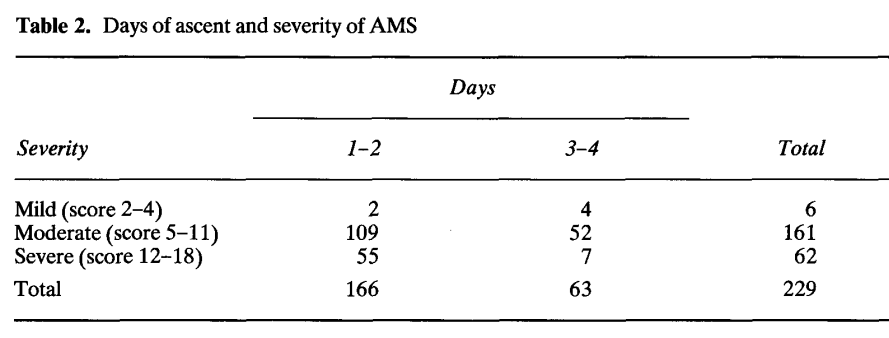 Table 2. Days of ascent and severity of AMS
Days
Severity 1–2 3–4 Total
Mild (score 2–4) 2 4 6
Moderate (score 5–11) 109 52 161
Severe (score 12–18) 55 7 62
Total 166 63 229